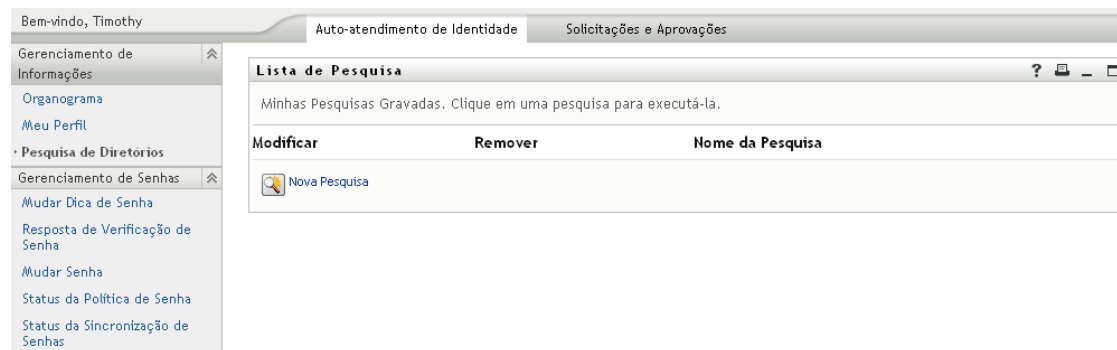 Bem-vindo, Timothy
Auto-atendimento de Identidade
Solicitações e Aprovações
Gerenciamento de
Informações
Organograma
Meu Perfil
Pesquisa de Diretórios
Gerenciamento de Senhas
Mudar Dica de Senha
Resposta de Verificação de
Senha
Mudar Senha
Status da Política de Senha
Status da Sincronização de
Senhas
Lista de Pesquisa
?
Minhas Pesquisas Gravadas. Clique em uma pesquisa para executá-la.
Modificar Remover Nome da Pesquisa
Nova Pesquisa